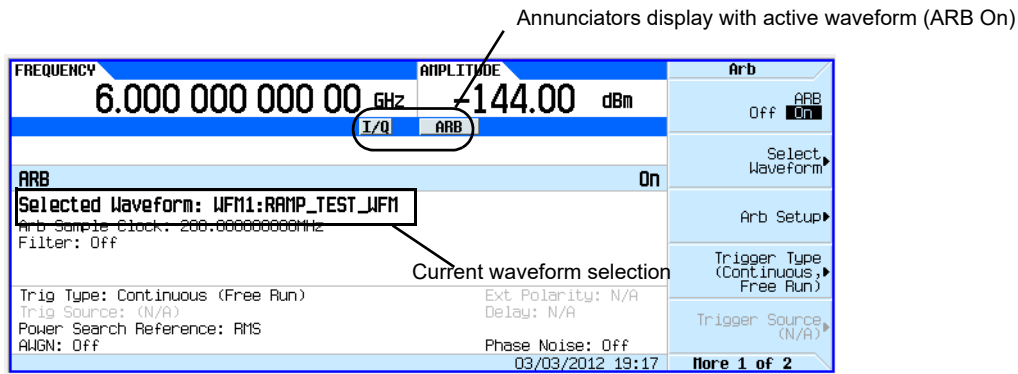 Annunciators display with active waveform (ARB On)
FREQUENCY
AMPLITUDE
6.000 000 000 00 GHz
-144.00 dBm
I/Q
ARB
ARB
On
Selected Waveform: WFM1:RAMP_TEST_WFM
Arb Sample Clock: 200.000000000MHz
Filter: Off
Current waveform selection
Trig Type: Continuous (Free Run)
Ext Polarity: N/A
Trig Source: (N/A)
Delay: N/A
Power Search Reference: RMS
AWGN: Off
Phase Noise: Off
03/03/2012 19:17
Arb
ARB
Off On
Select
Waveform
Arb Setup
Trigger Type
(Continuous,
Free Run)
Trigger Source
(N/A)
More 1 of 2